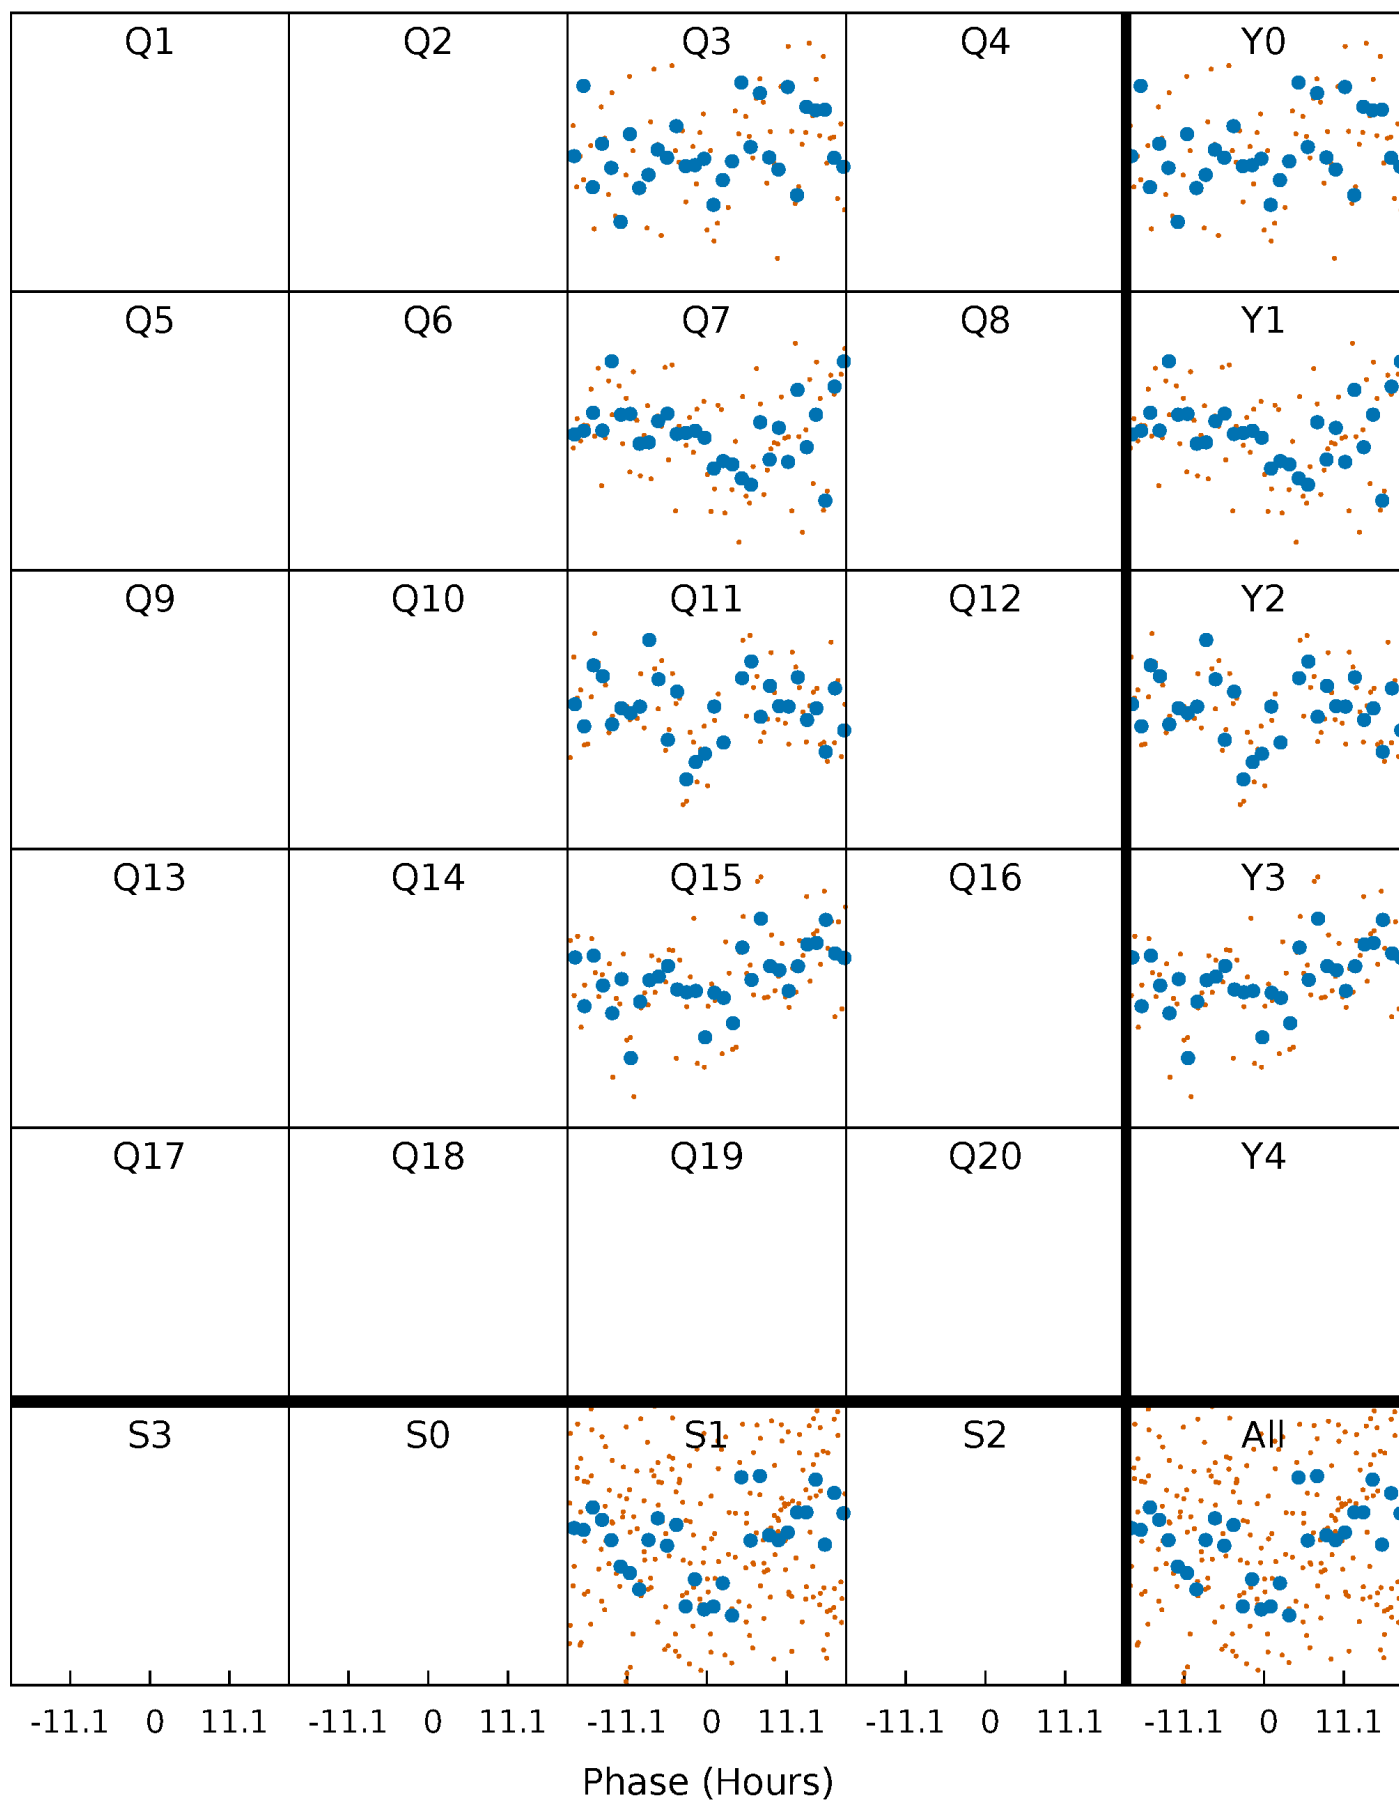 Q1 Q2 Q3 Q4 Y0
Q5 Q6 Q7 Q8 Y1
Q9 Q10 Q11 Q12 Y2
Q13 Q14 Q15 Q16 Y3
Q17 Q18 Q19 Q20 Y4
S3 S0 S1 S2 All
-11.1 0 11.1 -11.1 0 11.1 -11.1 0 11.1 -11.1 0 11.1 -11.1 0 11.1
Phase (Hours)